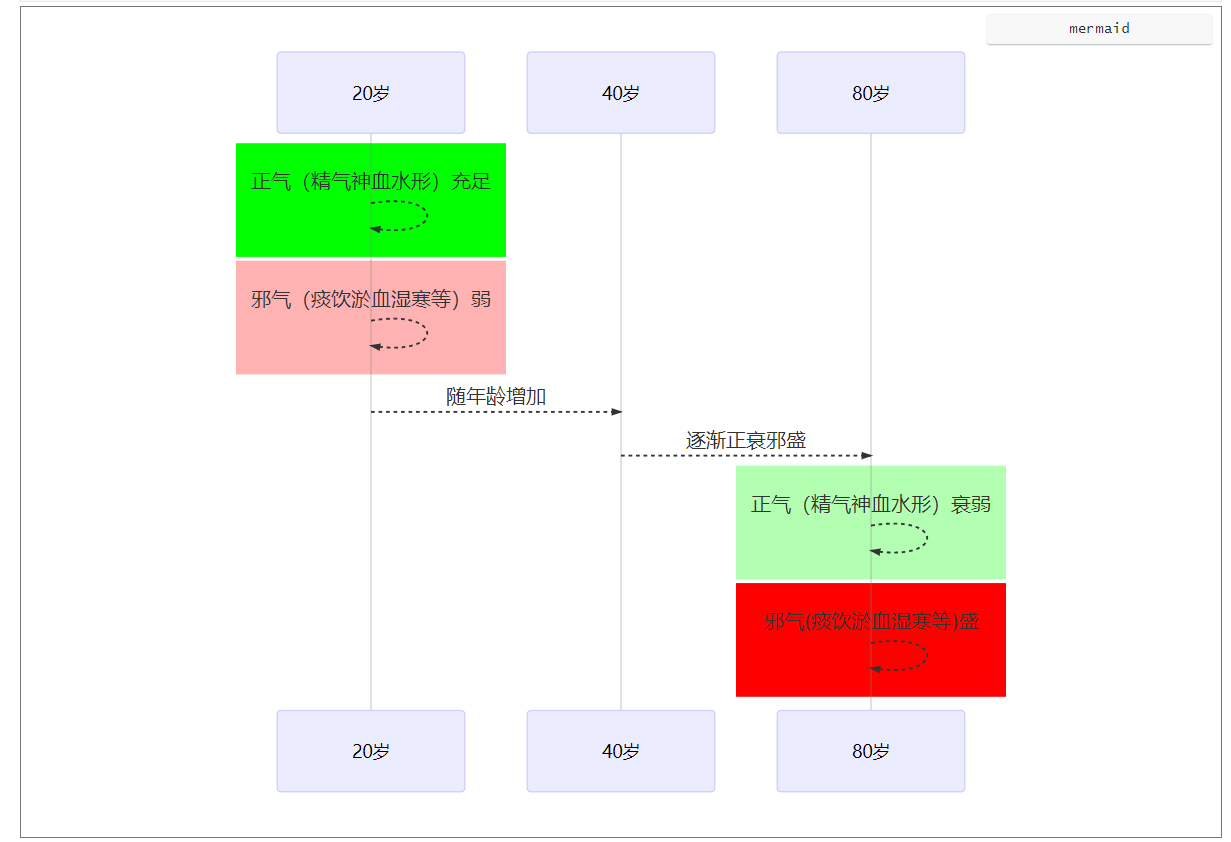 mermaid
20岁
40岁
80岁
正气（精气神血水形）充足
邪气（痰饮淤血湿寒等）弱
随年龄增加
逐渐正衰邪盛
正气（精气神血水形）衰弱
邪气(痰饮淤血湿寒等)盛
20岁
40岁
80岁